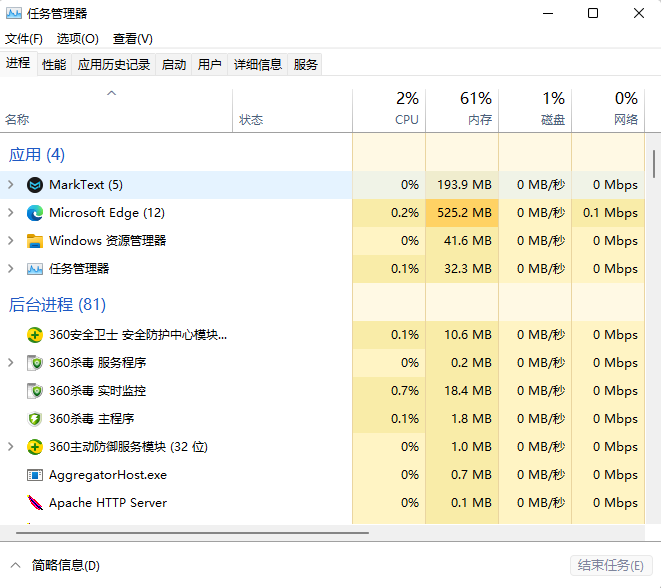 任务管理器
文件(F) 选项(O) 查看(V)
进程 性能 应用历史记录 启动 用户 详细信息 服务
2% 61% 1% 0%
名称 状态 CPU 内存 磁盘 网络
应用 (4)
MarkText (5) 0% 193.9 MB 0 MB/秒 0 Mbps
Microsoft Edge (12) 0.2% 525.2 MB 0 MB/秒 0.1 Mbps
Windows 资源管理器 0% 41.6 MB 0 MB/秒 0 Mbps
任务管理器 0.1% 32.3 MB 0 MB/秒 0 Mbps
后台进程 (81)
360安全卫士 安全防护中心模块... 0.1% 10.6 MB 0 MB/秒 0 Mbps
360杀毒 服务程序 0% 0.2 MB 0 MB/秒 0 Mbps
360杀毒 实时监控 0.7% 18.4 MB 0 MB/秒 0 Mbps
360杀毒 主程序 0.1% 1.8 MB 0 MB/秒 0 Mbps
360主动防御服务模块 (32 位) 0% 1.0 MB 0 MB/秒 0 Mbps
AggregatorHost.exe 0% 0.7 MB 0 MB/秒 0 Mbps
Apache HTTP Server 0% 0.1 MB 0 MB/秒 0 Mbps
简略信息(D) 结束任务(E)